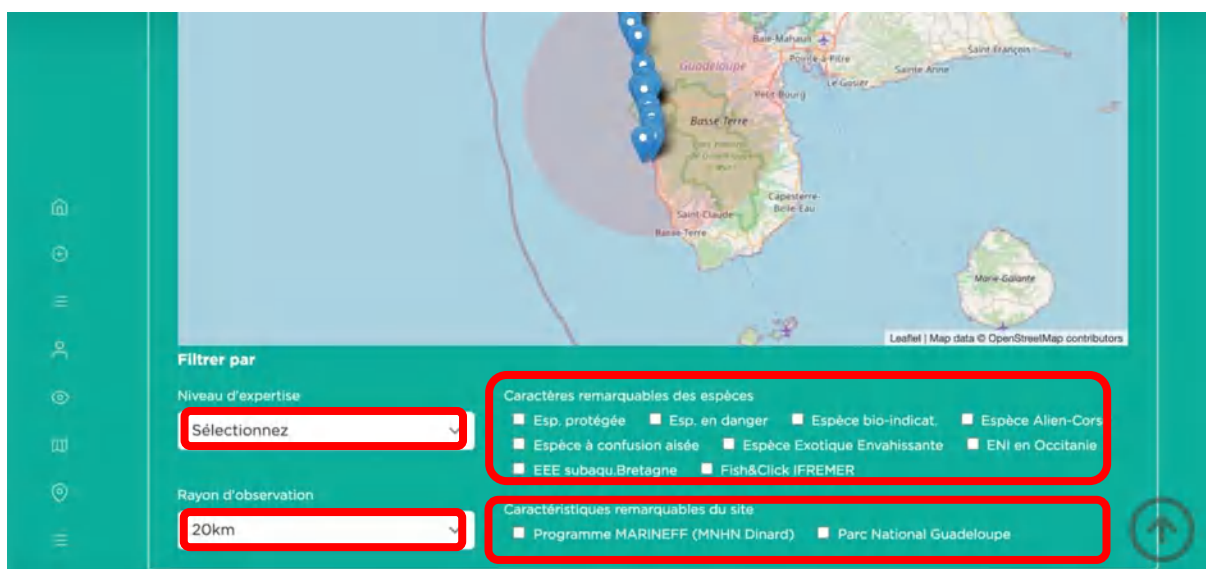 Baie-Mahault
Saint-François
Guadeloupe
Pointe-à-Pitre
Sainte-Anne
Le Gosier
Petit-Bourg
Basse-Terre
Capesterre-
Belle-Eau
Saint-Claude
Basse-Terre
Marie-Galante
Leaflet | Map data © OpenStreetMap contributors
Filtrer par
Niveau d'expertise
Sélectionnez
Caractères remarquables des espèces
Esp. protégée Esp. en danger Espèce bio-indicat. Espèce Alien-Cors
Espèce à confusion aisée Espèce Exotique Envahissante ENI en Occitanie
EEE subaqu.Bretagne Fish&Click IFREMER
Rayon d'observation
20km
Caractéristiques remarquables du site
Programme MARINEFF (MNHN Dinard) Parc National Guadeloupe